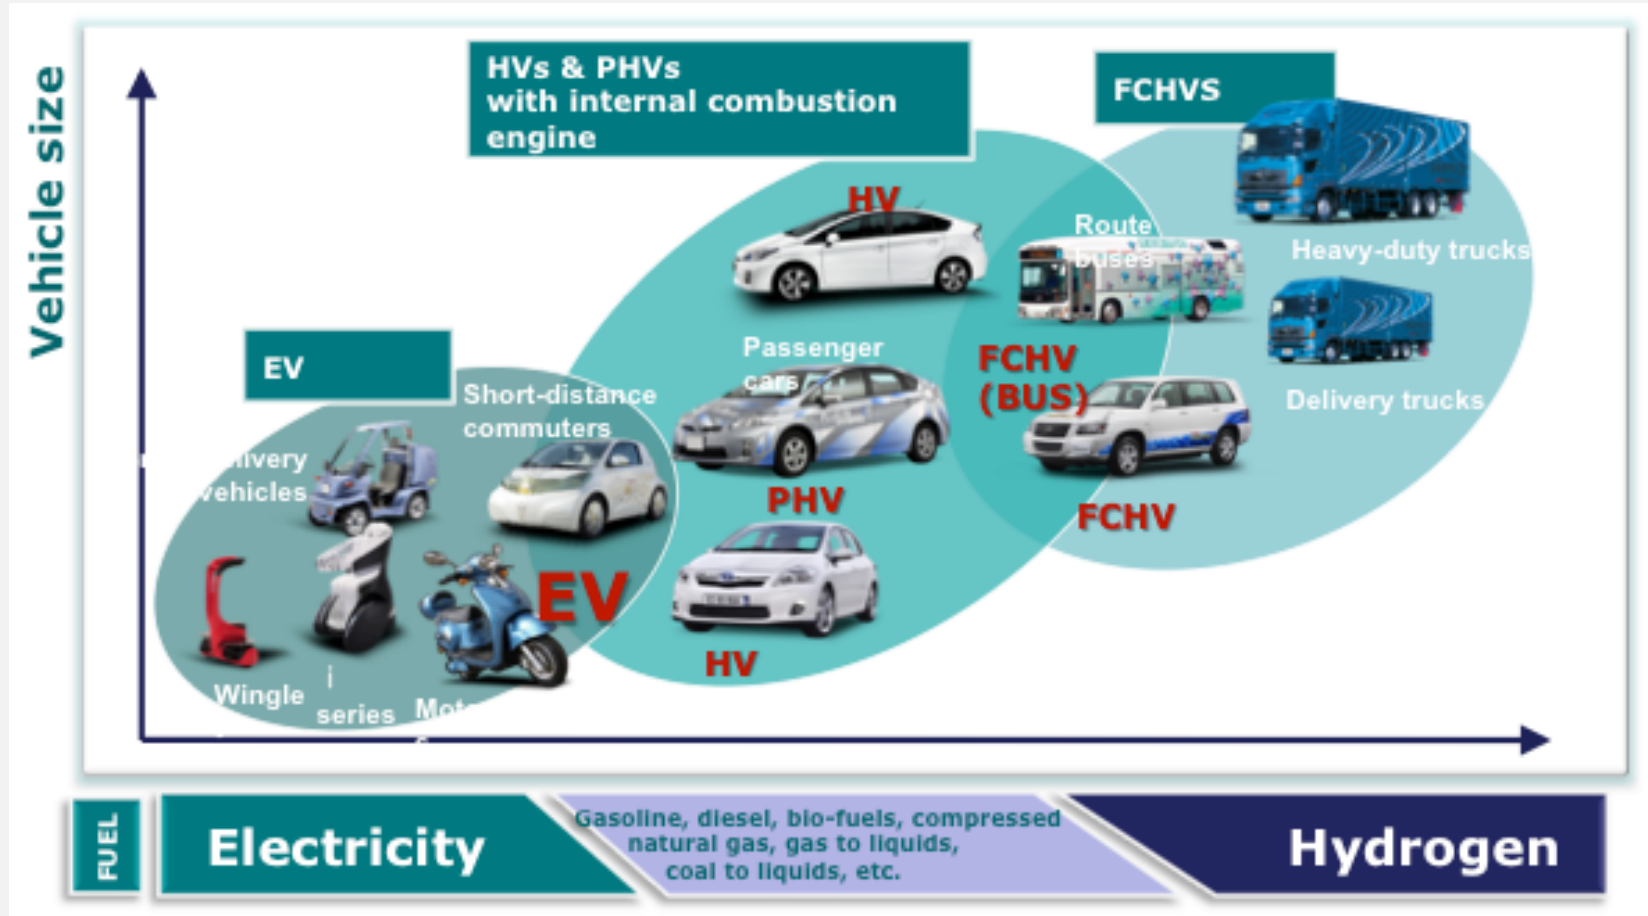 Vehicle size
HVs & PHVs
with internal combustion
engine
FCHVS
HV
Route
buses
Heavy-duty trucks
Passenger
cars
FCHV
(BUS)
EV
Short-distance
commuters
Delivery trucks
vehicles
PHV
FCHV
EV
HV
Wingle
i
series
FUEL
Electricity
Gasoline, diesel, bio-fuels, compressed
natural gas, gas to liquids,
coal to liquids, etc.
Hydrogen